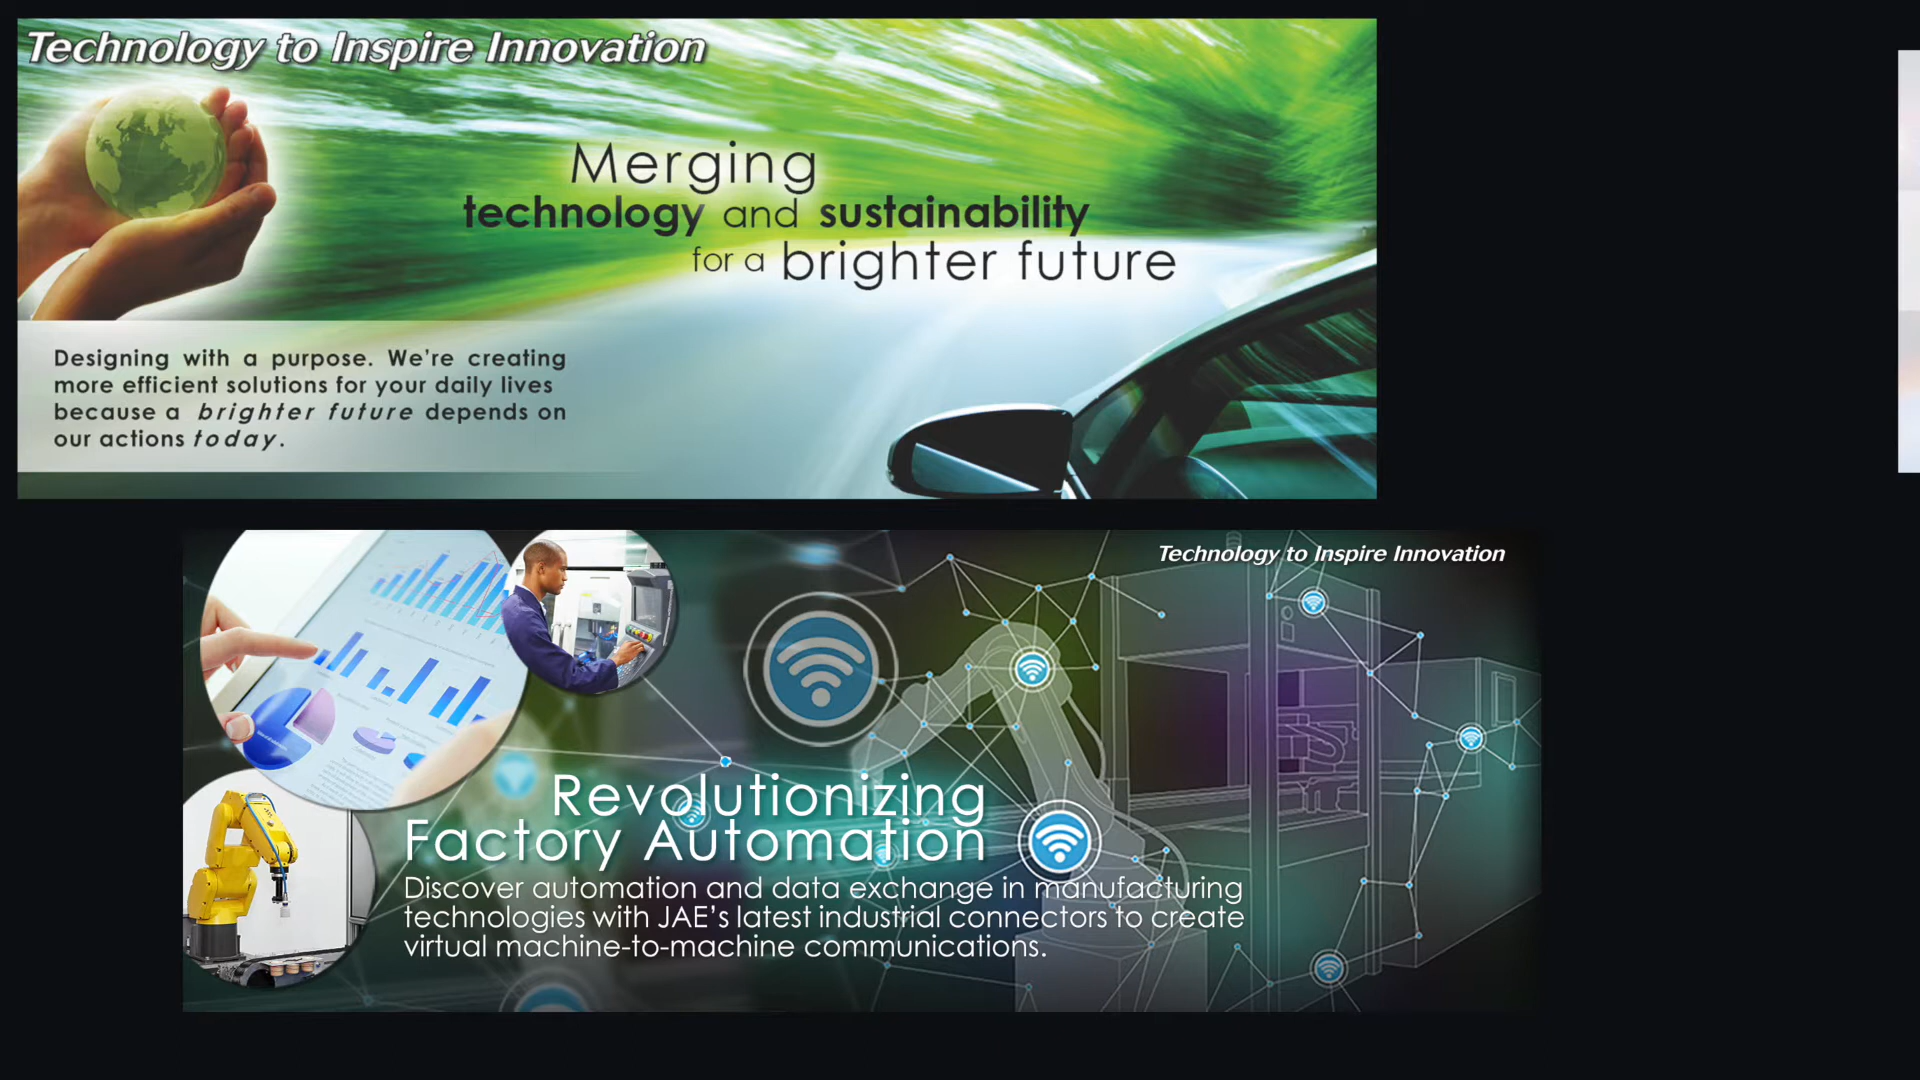 Technology to Inspire Innovation
Merging
technology and sustainability
for a brighter future
Designing with a purpose. We're creating
more efficient solutions for your daily lives
because a brighter future depends on
our actions today.
Technology to Inspire Innovation
Revolutionizing
Factory Automation
Discover automation and data exchange in manufacturing
technologies with JAE's latest industrial connectors to create
virtual machine-to-machine communications.